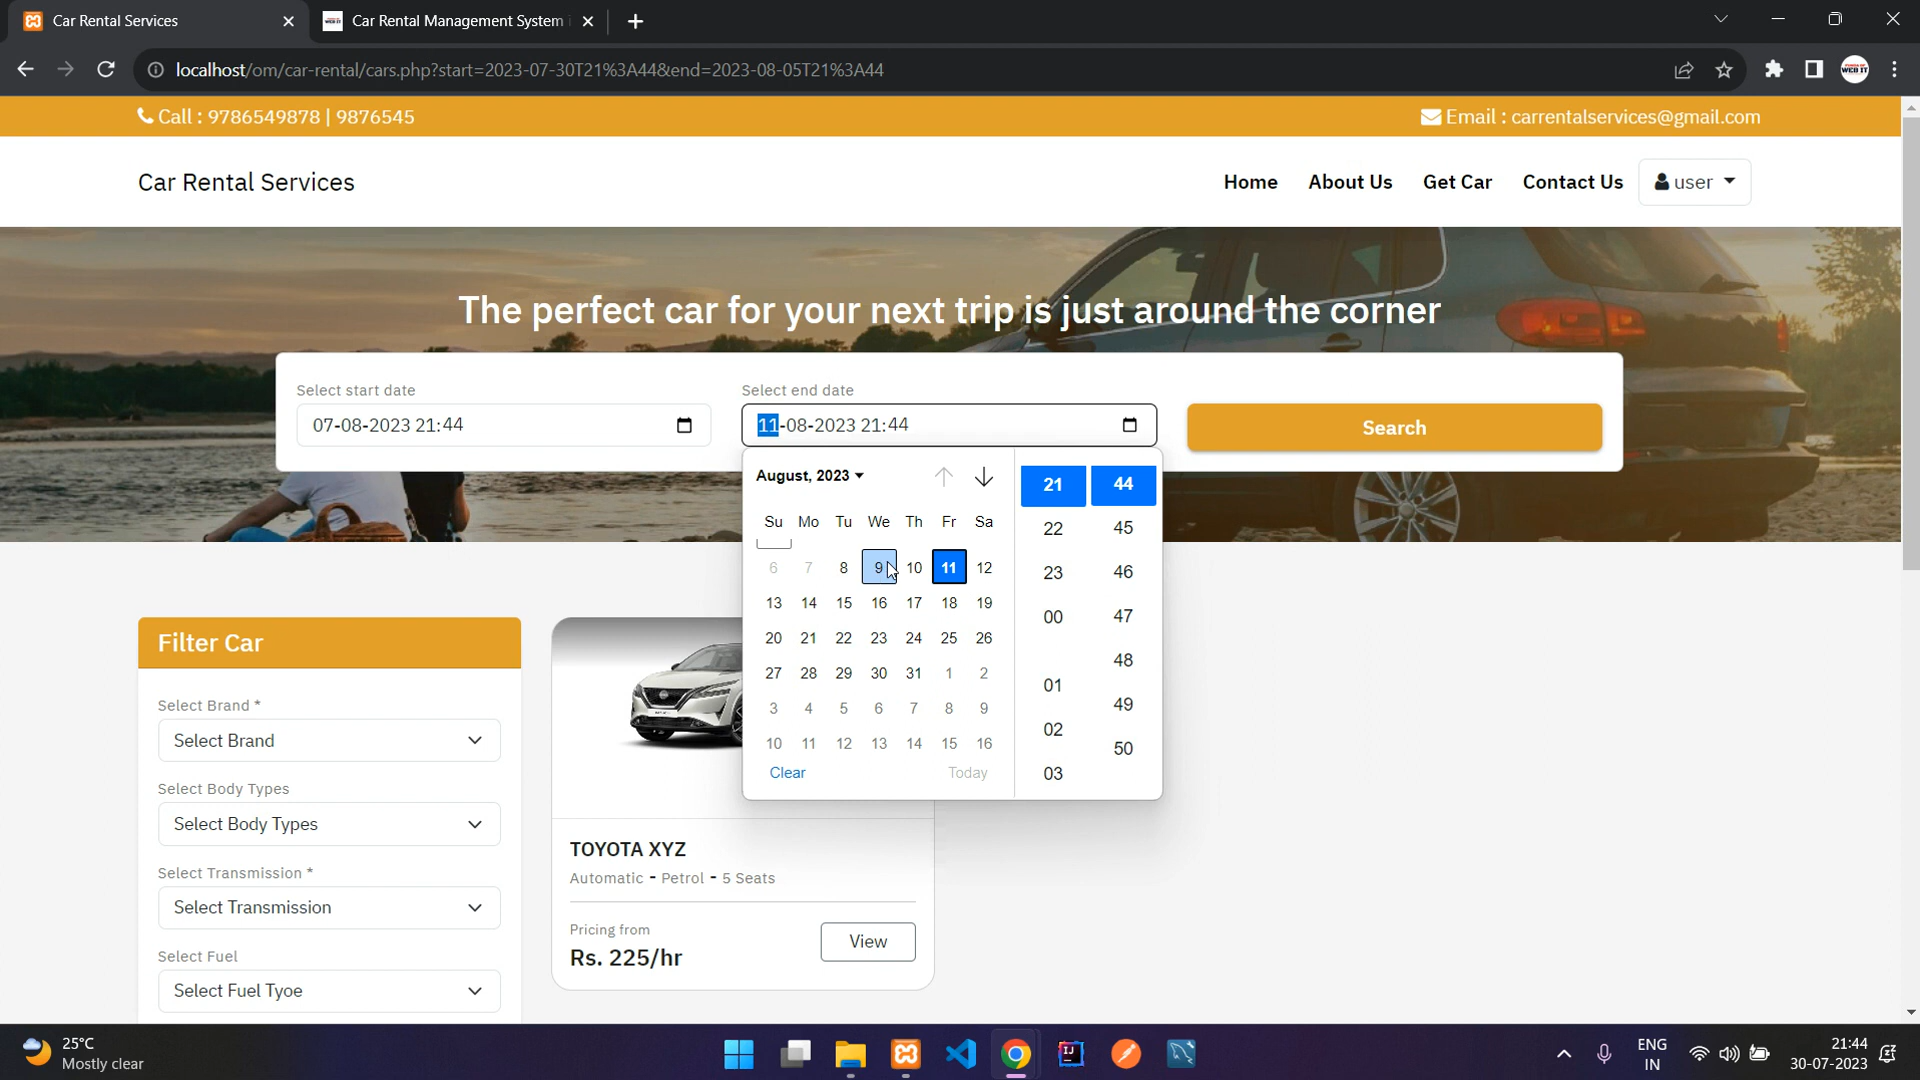 Car Rental Services
WEB IT
Car Rental Management System
localhost/om/car-rental/cars.php?start=2023-07-30T21%3A44&end=2023-08-05T21%3A44
WEB IT
Call : 9786549878 | 9876545
Email : carrentalservices@gmail.com
Car Rental Services
Home
About Us
Get Car
Contact Us
user
The perfect car for your next trip is just around the corner
Select start date
Select end date
07-08-2023 21:44
11-08-2023 21:44
Search
August, 2023
Su Mo Tu We Th Fr Sa
6 7 8 9 10 11 12
13 14 15 16 17 18 19
20 21 22 23 24 25 26
27 28 29 30 31 1 2
3 4 5 6 7 8 9
10 11 12 13 14 15 16
Clear
Today
21 44
22 45
23 46
00 47
48
01
49
02
50
03
Filter Car
Select Brand *
Select Brand
Select Body Types
Select Body Types
Select Transmission *
Select Transmission
Select Fuel
Select Fuel Tyoe
TOYOTA XYZ
Automatic - Petrol - 5 Seats
Pricing from
Rs. 225/hr
View
25°C
Mostly clear
IJ
ENG
IN
21:44
30-07-2023